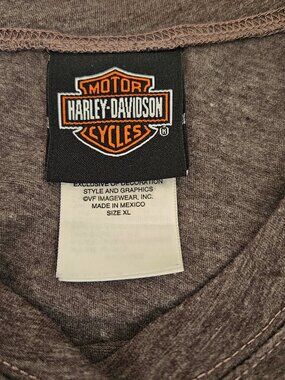 MOTOR
HARLEY-DAVIDSON
CYCLES
®
EXCLUSIVE OF DECORATION
STYLE AND GRAPHICS
©VF IMAGEWEAR, INC.
MADE IN MEXICO
SIZE XL